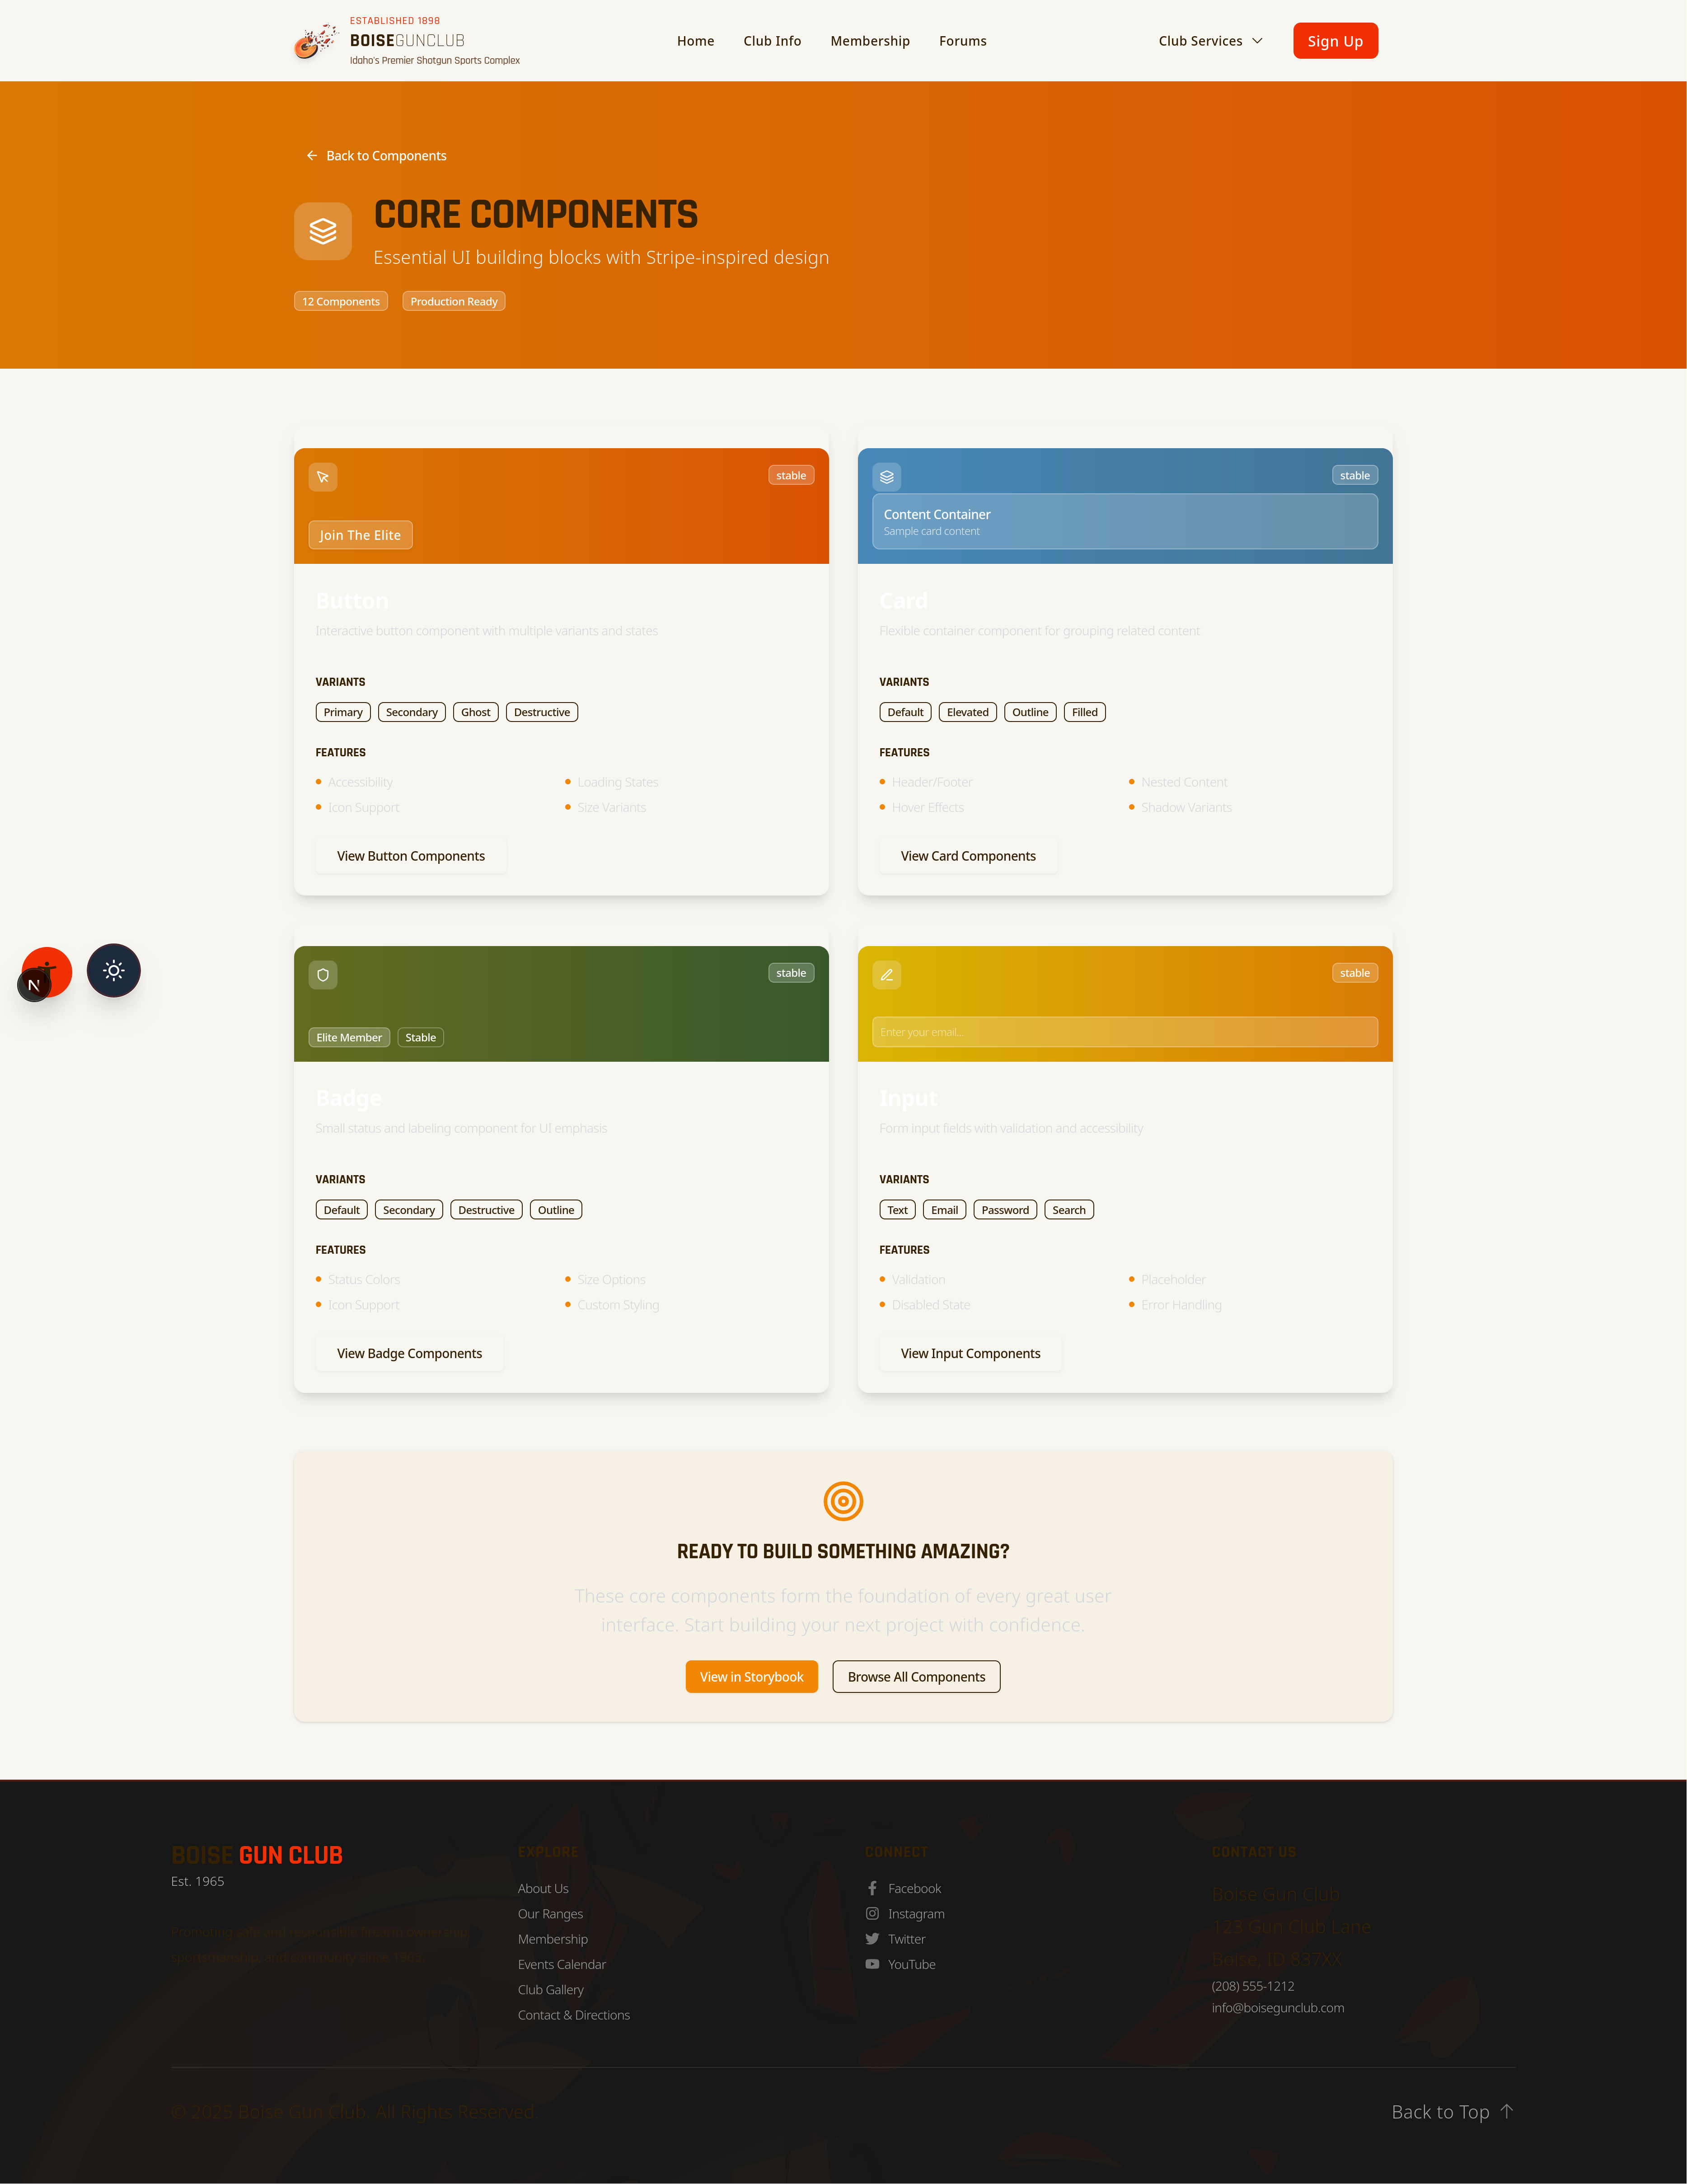 ESTABLISHED 1898
BOISEGUNCLUB
Idaho's Premier Shotgun Sports Complex
Home
Club Info
Membership
Forums
Club Services
Sign Up
Back to Components
CORE COMPONENTS
Essential UI building blocks with Stripe-inspired design
12 Components
Production Ready
stable
Join The Elite
Button
Interactive button component with multiple variants and states
VARIANTS
Primary
Secondary
Ghost
Destructive
FEATURES
Accessibility
Loading States
Icon Support
Size Variants
View Button Components
stable
Content Container
Sample card content
Card
Flexible container component for grouping related content
VARIANTS
Default
Elevated
Outline
Filled
FEATURES
Header/Footer
Nested Content
Hover Effects
Shadow Variants
View Card Components
N
stable
Elite Member
Stable
Badge
Small status and labeling component for UI emphasis
VARIANTS
Default
Secondary
Destructive
Outline
FEATURES
Status Colors
Size Options
Icon Support
Custom Styling
View Badge Components
stable
Enter your email...
Input
Form input fields with validation and accessibility
VARIANTS
Text
Email
Password
Search
FEATURES
Validation
Placeholder
Disabled State
Error Handling
View Input Components
READY TO BUILD SOMETHING AMAZING?
These core components form the foundation of every great user
interface. Start building your next project with confidence.
View in Storybook
Browse All Components
BOISE GUN CLUB
Est. 1965
Promoting safe and responsible firearm ownership,
sportsmanship, and community since 1965.
EXPLORE
About Us
Our Ranges
Membership
Events Calendar
Club Gallery
Contact & Directions
CONNECT
Facebook
Instagram
Twitter
YouTube
CONTACT US
Boise Gun Club
123 Gun Club Lane
Boise, ID 837XX
(208) 555-1212
info@boisegunclub.com
© 2025 Boise Gun Club. All Rights Reserved.
Back to Top